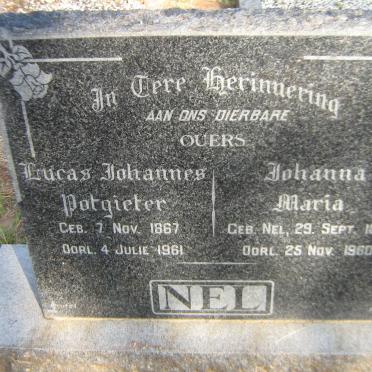 In Tere Herinnering
AAN ONS DIERBARE
OUERS
Lucas Johannes
Potgieter
GEB. 7 NOV. 1867
OORL. 4 JULIE 1961
Johanna
Maria
GEB. NEL, 29. SEPT.
OORL. 25 NOV. 1960
NEL